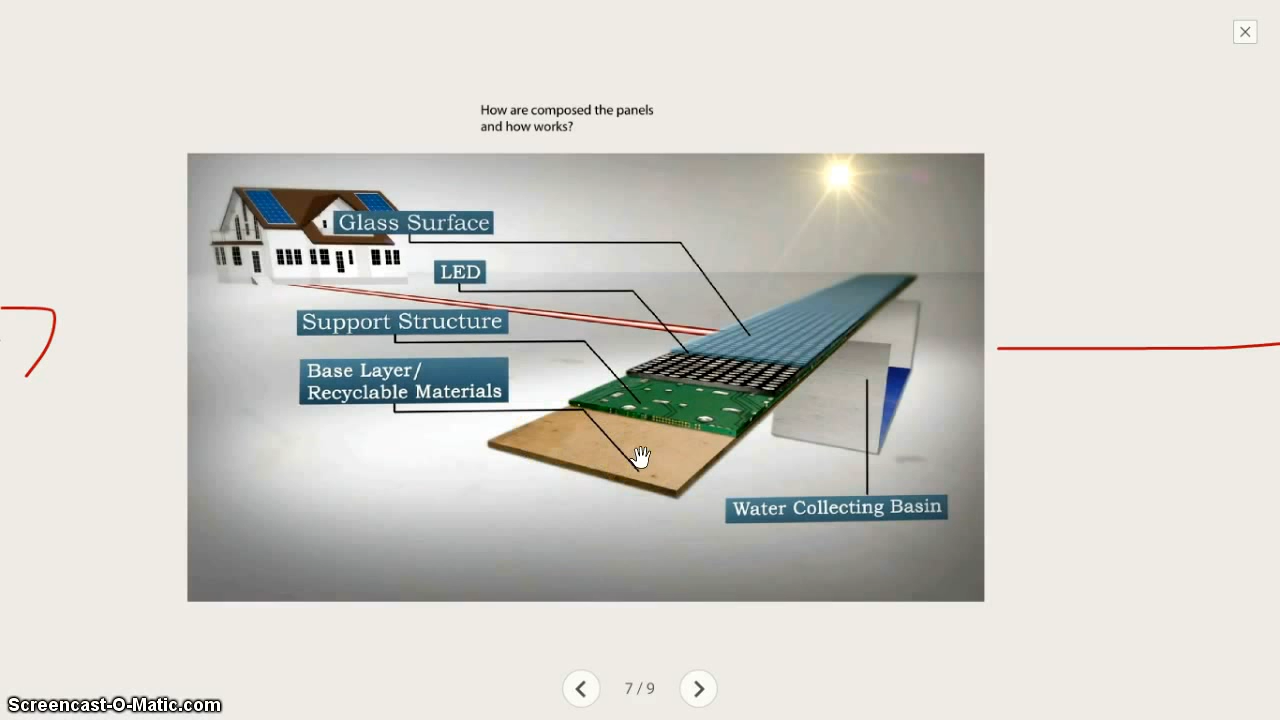 How are composed the panels
and how works?
Glass Surface
LED
Support Structure
Base Layer/
Recyclable Materials
Water Collecting Basin
7 / 9
Screencast-O-Matic.com